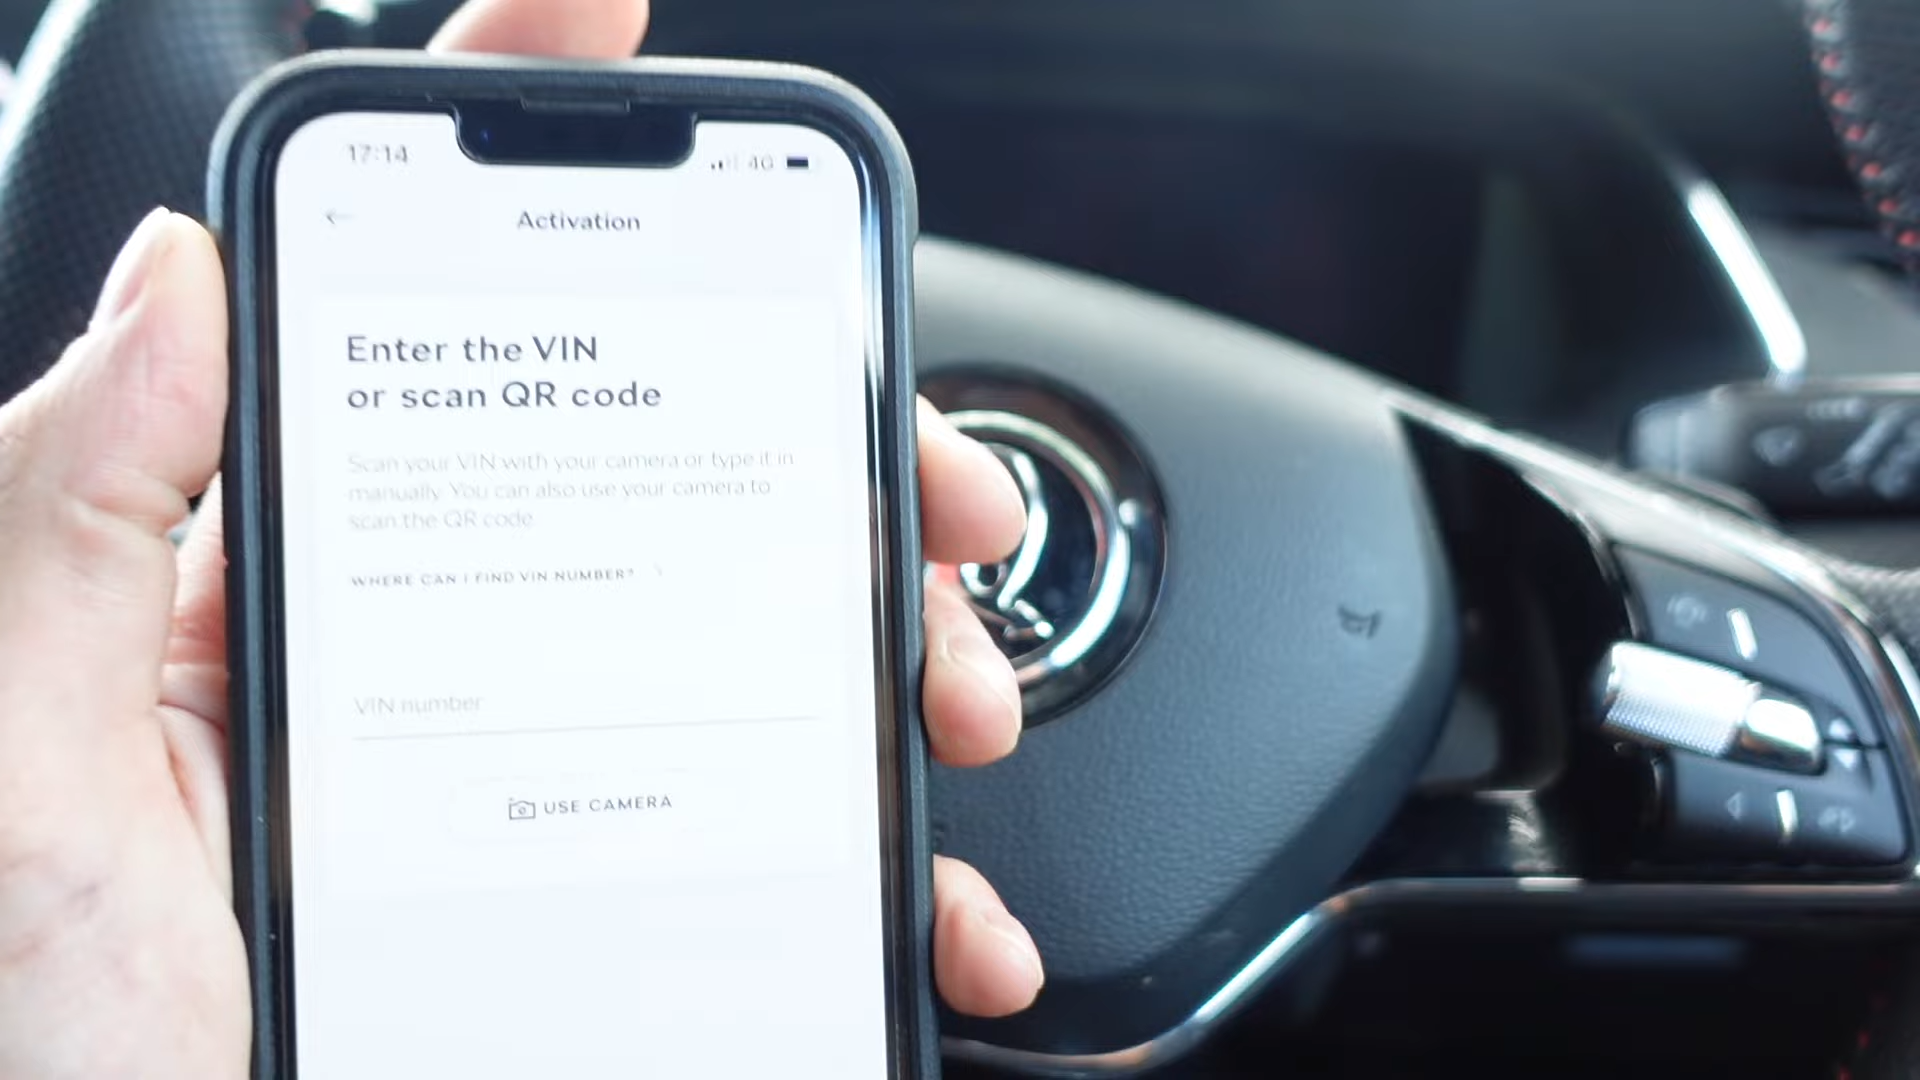 17:14
4G
Activation
Enter the VIN
or scan QR code
Scan your VIN with your camera or type it in
manually. You can also use your camera to
scan the QR code
WHERE CAN I FIND VIN NUMBER?
VIN number
USE CAMERA